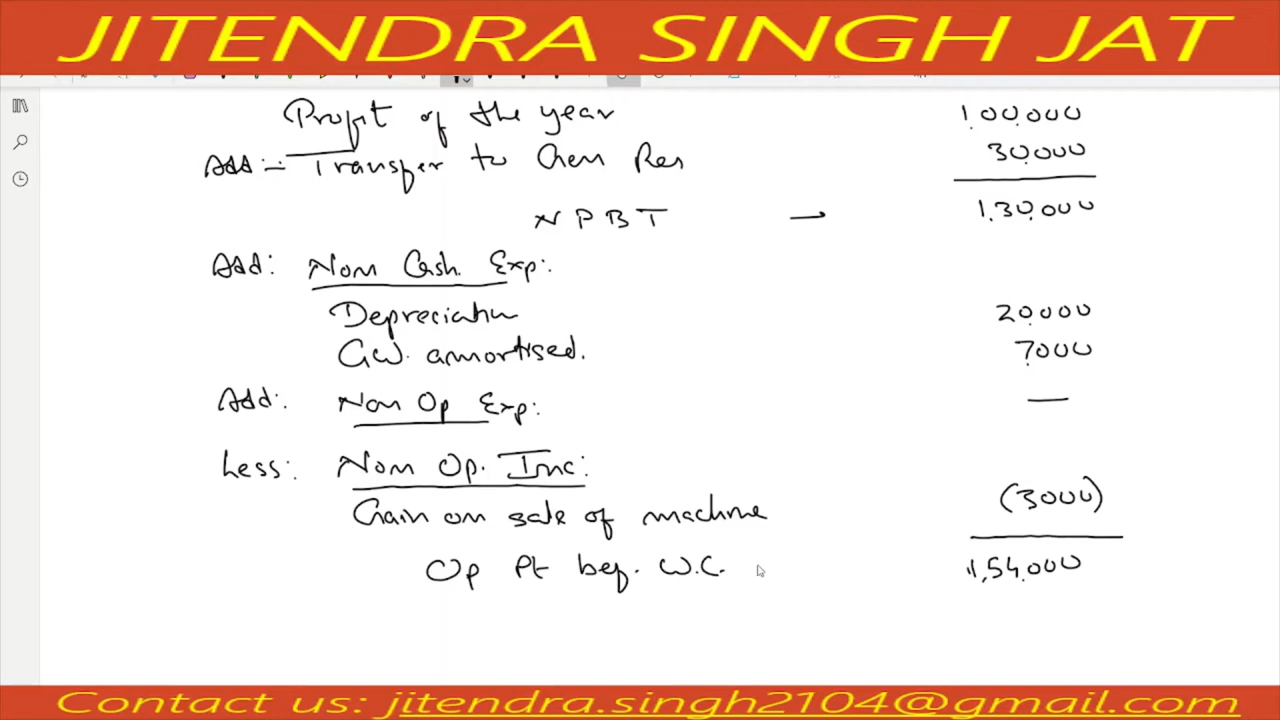 JITENDRA SINGH JAT
Profit of the year 1,00,000
Add:- Transfer to Gen Res 30,000
NPBT → 1,30,000
Add: Non Cash Exp:
Depreciation 20,000
GW. amortised. 7,000
Add: Non Op Exp: —
Less: Non Op. Inc:
Gain on sale of machine (3000)
Op Pt bef. W.C. 1,54,000
Contact us: jitendra.singh2104@gmail.com